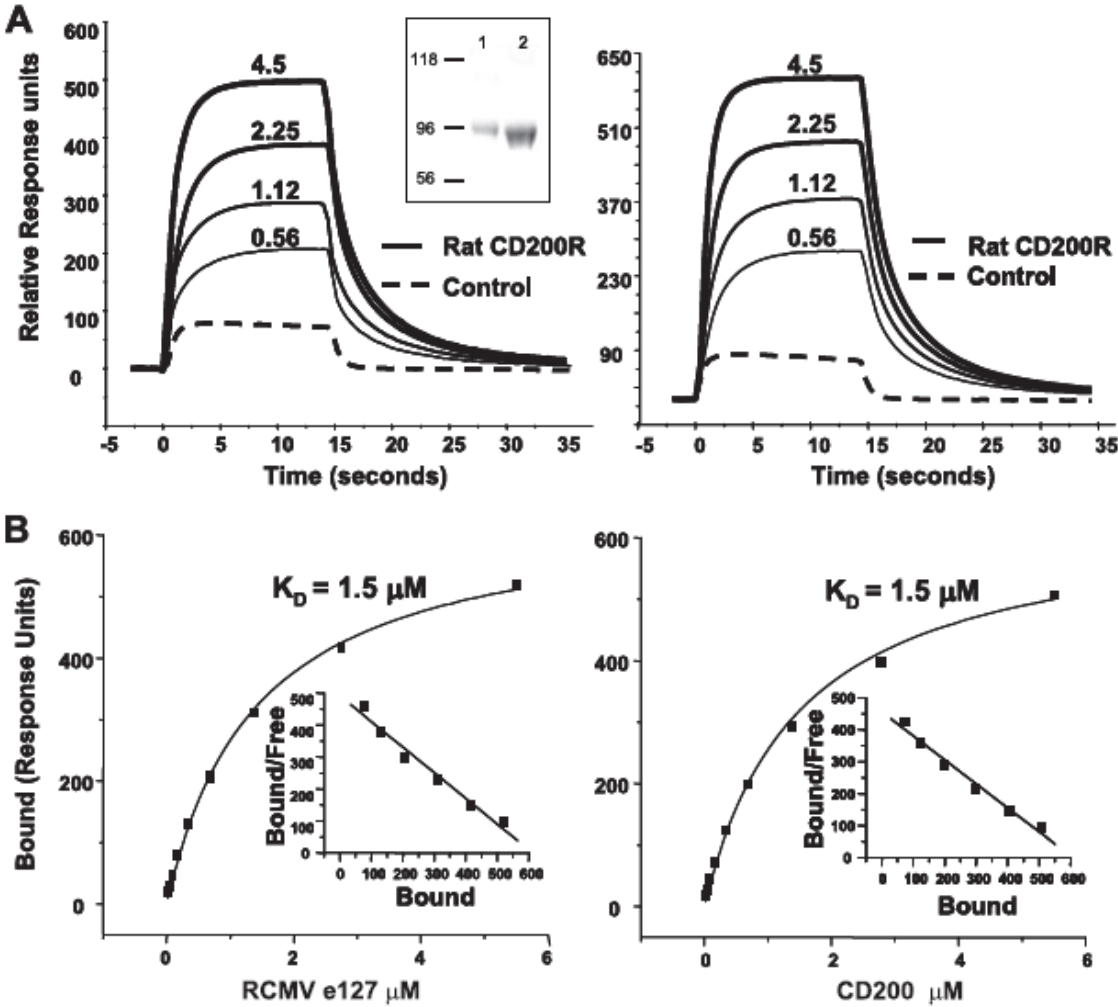 A
Relative Response units
600
500
400
300
200
100
0
4.5
2.25
1.12
0.56
1 2
118
96
56
Rat CD200R
Control
-5 0 5 10 15 20 25 30 35
Time (seconds)
650
510
370
230
90
4.5
2.25
1.12
0.56
Rat CD200R
Control
-5 0 5 10 15 20 25 30 35
Time (seconds)
B
Bound (Response Units)
600
400
200
0
KD = 1.5 μM
Bound/Free
500
400
300
200
100
0
0 100 200 300 400 500 600
Bound
0 2 4 6
RCMV e127 μM
600
400
200
0
KD = 1.5 μM
Bound/Free
500
400
300
200
100
0
0 100 200 300 400 500 600
Bound
0 2 4 6
CD200 μM